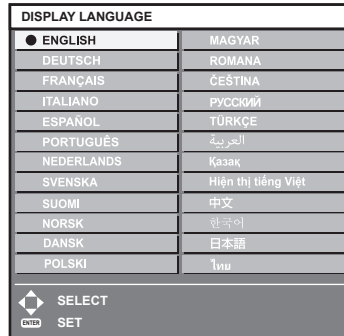 DISPLAY LANGUAGE
ENGLISH
DEUTSCH
FRANÇAIS
ITALIANO
ESPAÑOL
PORTUGUÊS
NEDERLANDS
SVENSKA
SUOMI
NORSK
DANSK
POLSKI
MAGYAR
ROMANA
ČEŠTINA
РУССКИЙ
TÜRKÇE
العربية
Қазақ
Hiện thị tiếng Việt
中文
한국어
日本語
ไทย
SELECT
ENTER SET